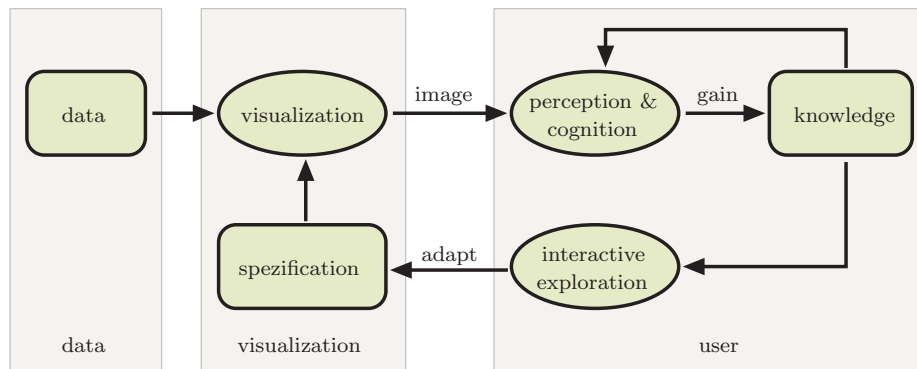 data
visualization
image
perception &
cognition
gain
knowledge
spezification
adapt
interactive
exploration
data
visualization
user